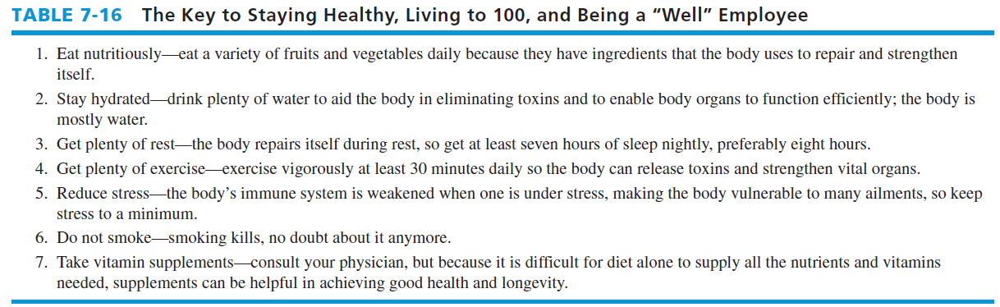 TABLE 7-16 The Key to Staying Healthy, Living to 100, and Being a “Well” Employee
1. Eat nutritiously—eat a variety of fruits and vegetables daily because they have ingredients that the body uses to repair and strengthen
itself.
2. Stay hydrated—drink plenty of water to aid the body in eliminating toxins and to enable body organs to function efficiently; the body is
mostly water.
3. Get plenty of rest—the body repairs itself during rest, so get at least seven hours of sleep nightly, preferably eight hours.
4. Get plenty of exercise—exercise vigorously at least 30 minutes daily so the body can release toxins and strengthen vital organs.
5. Reduce stress—the body’s immune system is weakened when one is under stress, making the body vulnerable to many ailments, so keep
stress to a minimum.
6. Do not smoke—smoking kills, no doubt about it anymore.
7. Take vitamin supplements—consult your physician, but because it is difficult for diet alone to supply all the nutrients and vitamins
needed, supplements can be helpful in achieving good health and longevity.